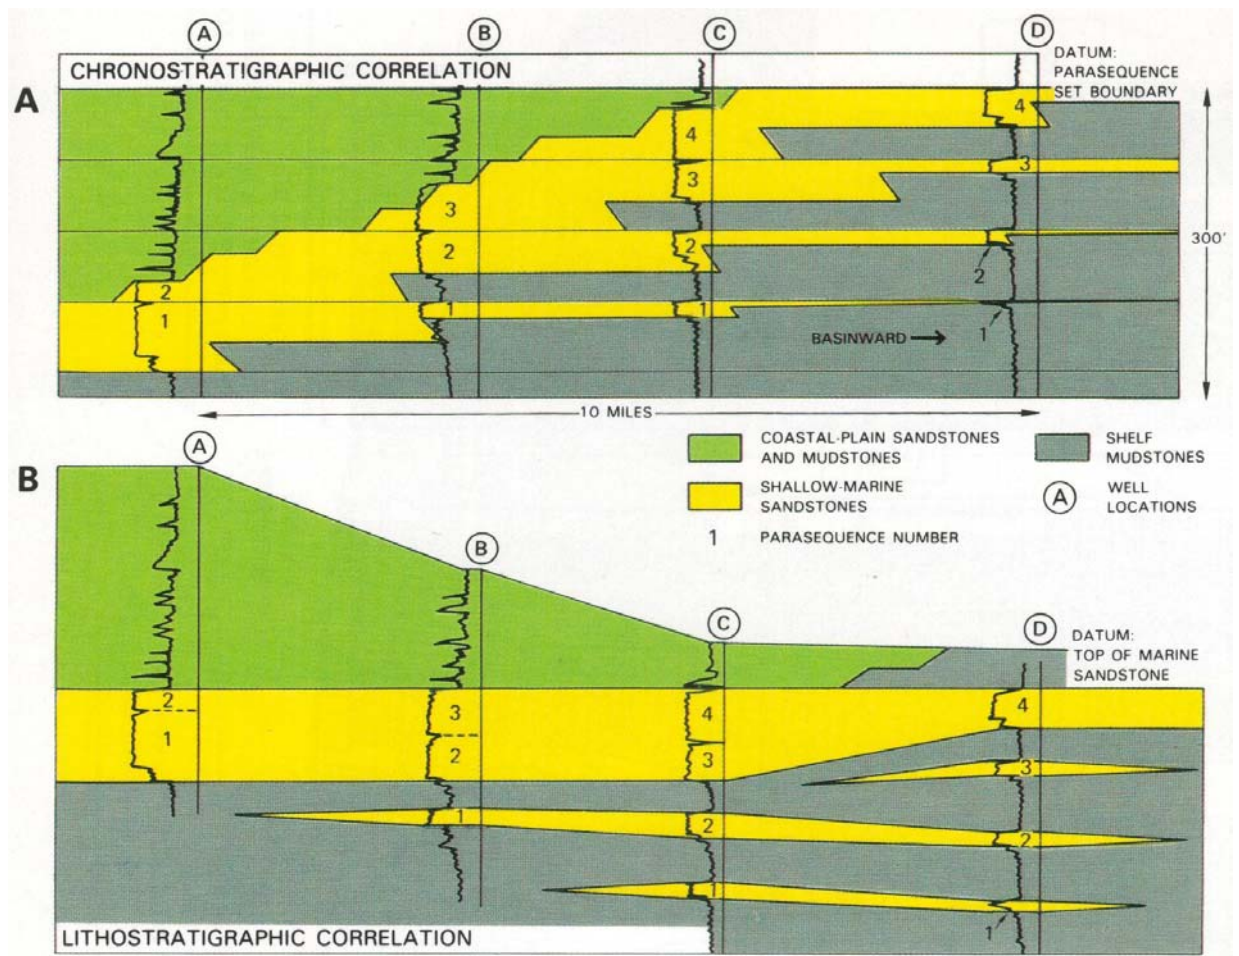 A
B
C
D
CHRONOSTRATIGRAPHIC CORRELATION
DATUM:
PARASEQUENCE
SET BOUNDARY
A
4
4
3
3
3
300'
2
2
2
2
1
1
1
BASINWARD
1
10 MILES
COASTAL-PLAIN SANDSTONES
AND MUDSTONES
SHELF
MUDSTONES
SHALLOW-MARINE
SANDSTONES
A
WELL
LOCATIONS
1
PARASEQUENCE NUMBER
B
A
B
C
D
DATUM:
TOP OF MARINE
SANDSTONE
2
3
4
4
1
2
3
3
1
2
2
1
1
LITHOSTRATIGRAPHIC CORRELATION